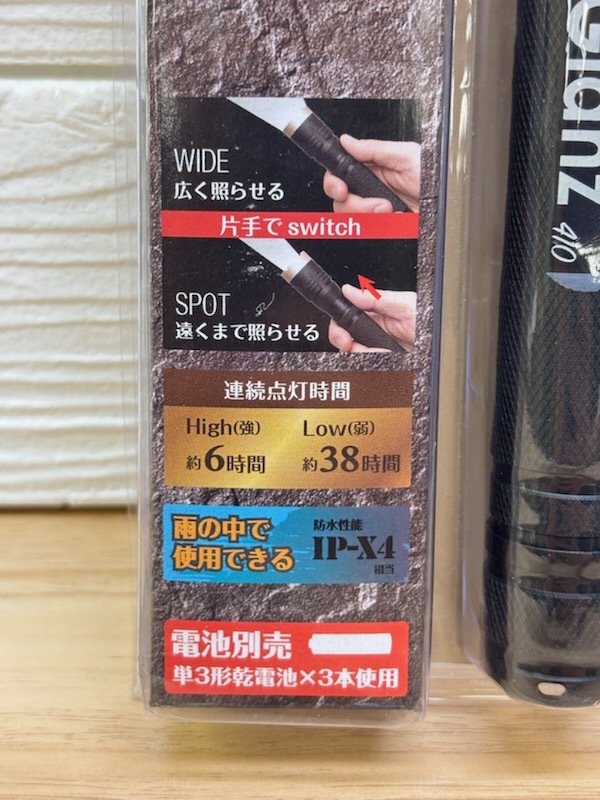 WIDE
広く照らせる
片手でswitch
SPOT
遠くまで照らせる
連続点灯時間
High(強) Low(弱)
約6時間 約38時間
雨の中で
使用できる
防水性能
IP-X4
相当
電池別売
単3形乾電池×3本使用
Glanz
410